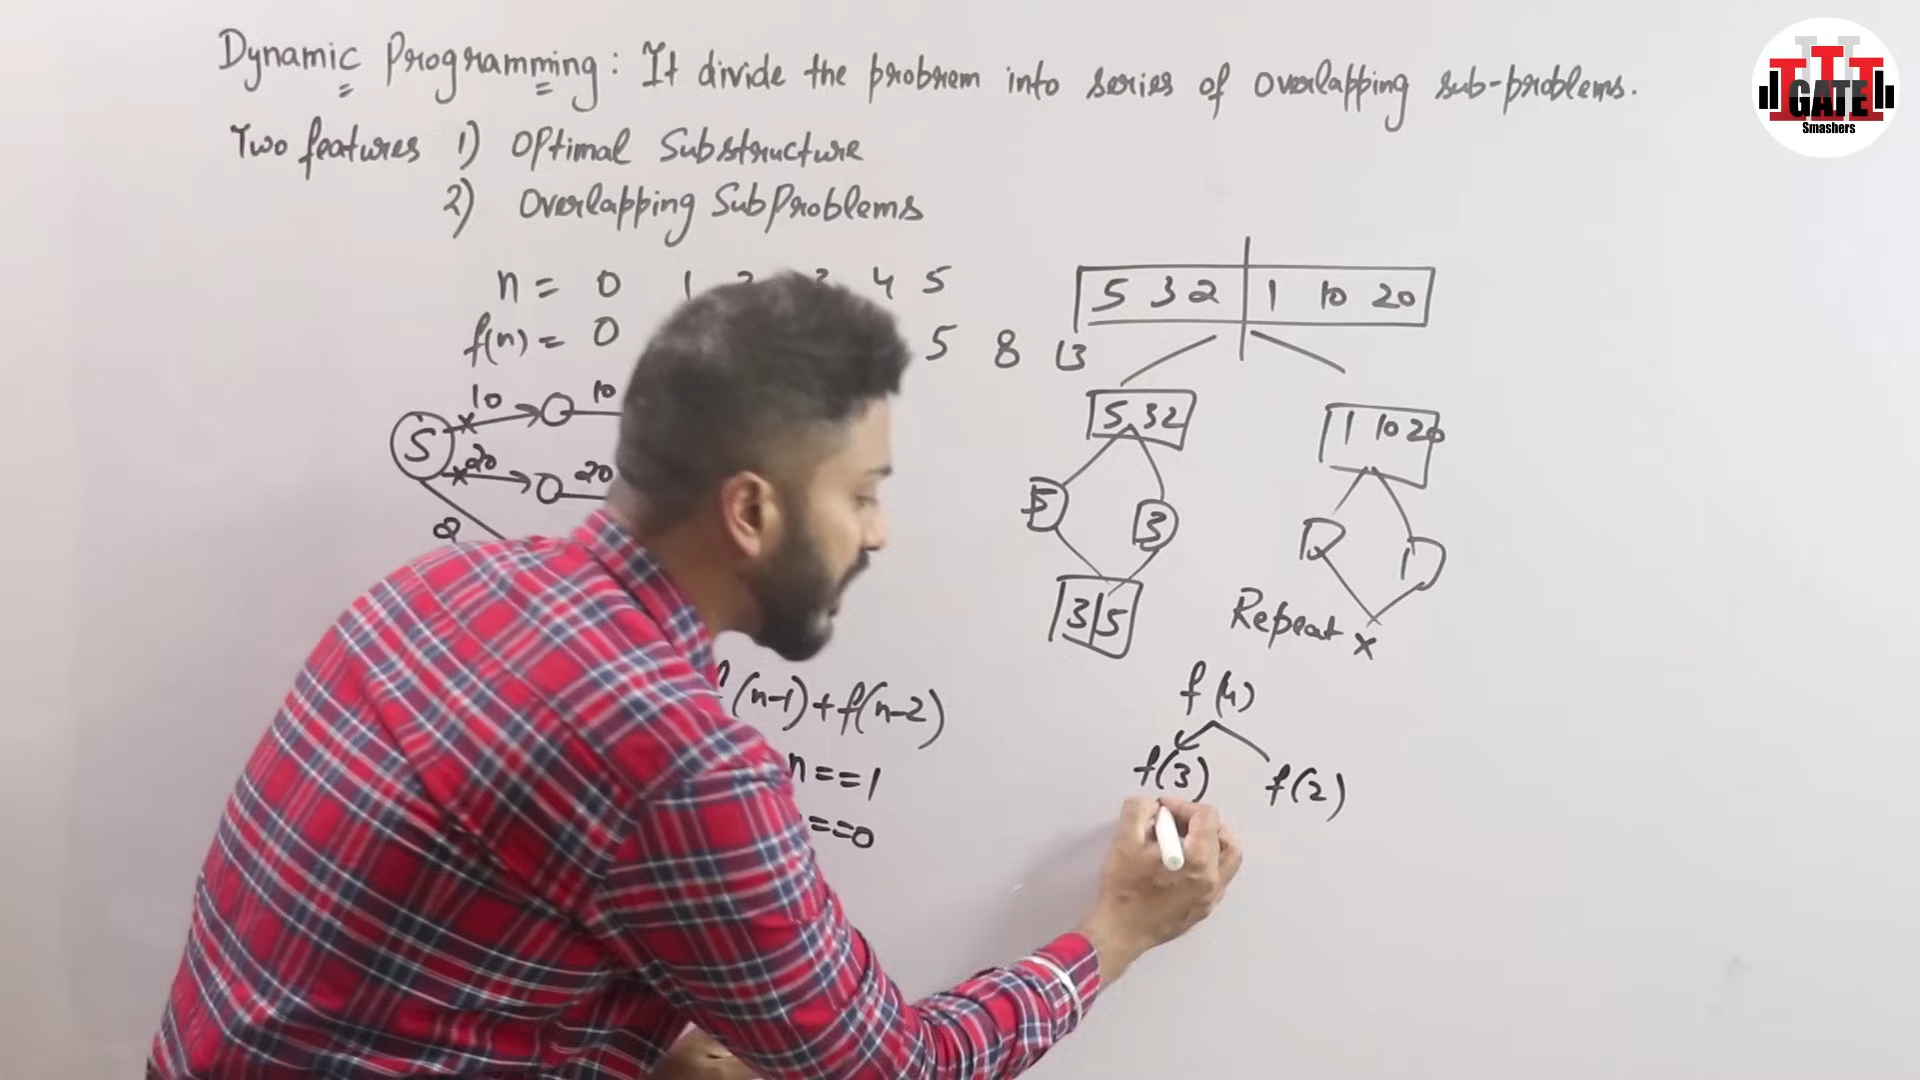 Dynamic Programming : It divide the probrem into series of overlapping sub-problems.
Two features 1) Optimal Substructure
2) Overlapping SubProblems
n = 0 1 2 3 4 5
f(n) = 0 5 8 13
5 3 2 1 10 20
5 3 2
1 10 20
10 10
S
20 20
5 3
2 1
3 5
Repeat x
f(n-1)+f(n-2)
n==1
==0
f(4)
f(3) f(2)
GATE
Smashers